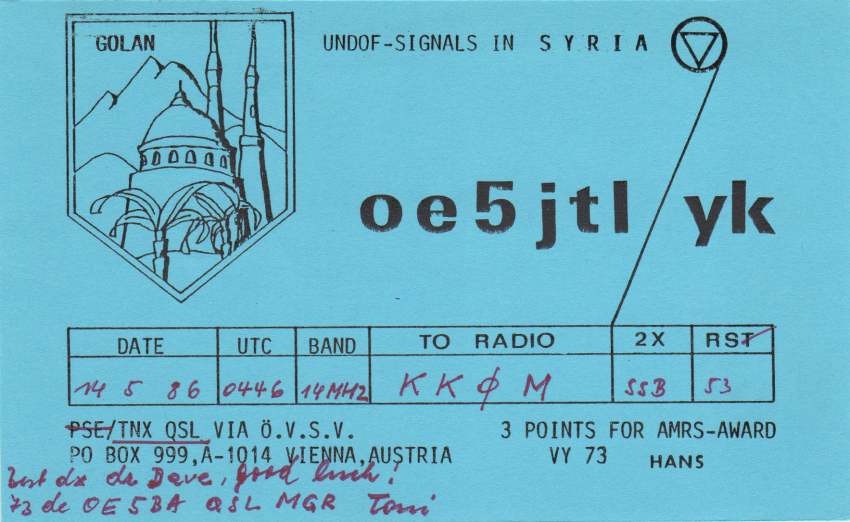 GOLAN
UNDOF-SIGNALS IN SYRIA
oe5jtl/yk
DATE UTC BAND TO RADIO 2X RST
14 5 86 0446 14MHz KKØM SSB 53
PSE/TNX QSL VIA Ö.V.S.V. 3 POINTS FOR AMRS-AWARD
PO BOX 999,A-1014 VIENNA,AUSTRIA VY 73 HANS
Best dx dr Dave, good luck!
73 de OE5BA QSL MGR Toni